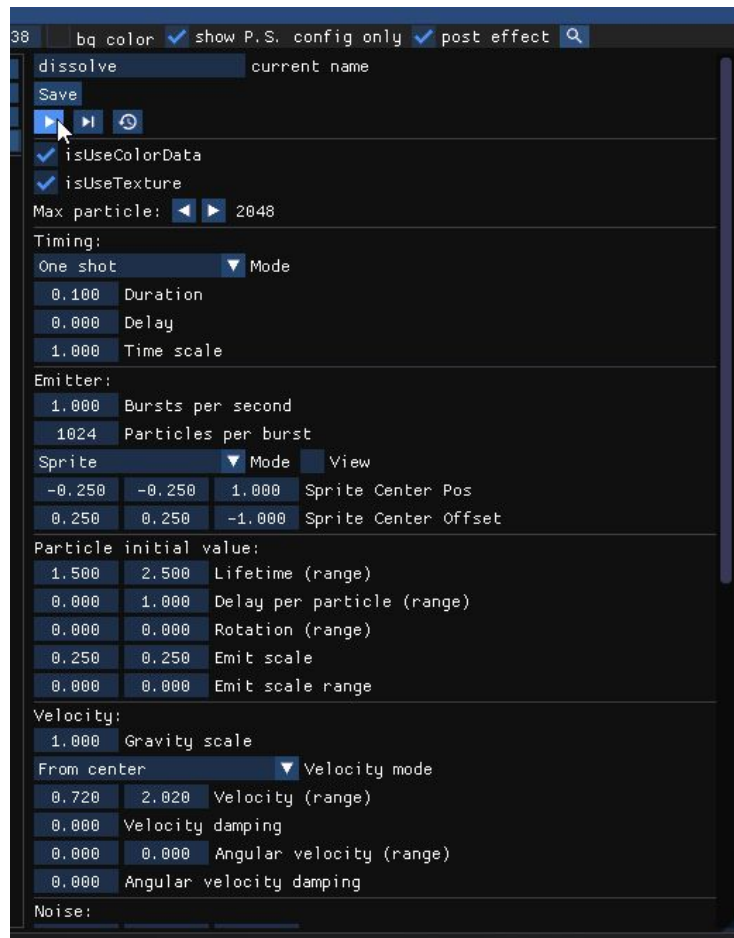 38 bg color show P.S. config only post effect
dissolve current name
Save
isUseColorData
isUseTexture
Max particle: 2048
Timing:
One shot Mode
0.100 Duration
0.000 Delay
1.000 Time scale
Emitter:
1.000 Bursts per second
1024 Particles per burst
Sprite Mode View
-0.250 -0.250 1.000 Sprite Center Pos
0.250 0.250 -1.000 Sprite Center Offset
Particle initial value:
1.500 2.500 Lifetime (range)
0.000 1.000 Delay per particle (range)
0.000 0.000 Rotation (range)
0.250 0.250 Emit scale
0.000 0.000 Emit scale range
Velocity:
1.000 Gravity scale
From center Velocity mode
0.720 2.020 Velocity (range)
0.000 Velocity damping
0.000 0.000 Angular velocity (range)
0.000 Angular velocity damping
Noise: